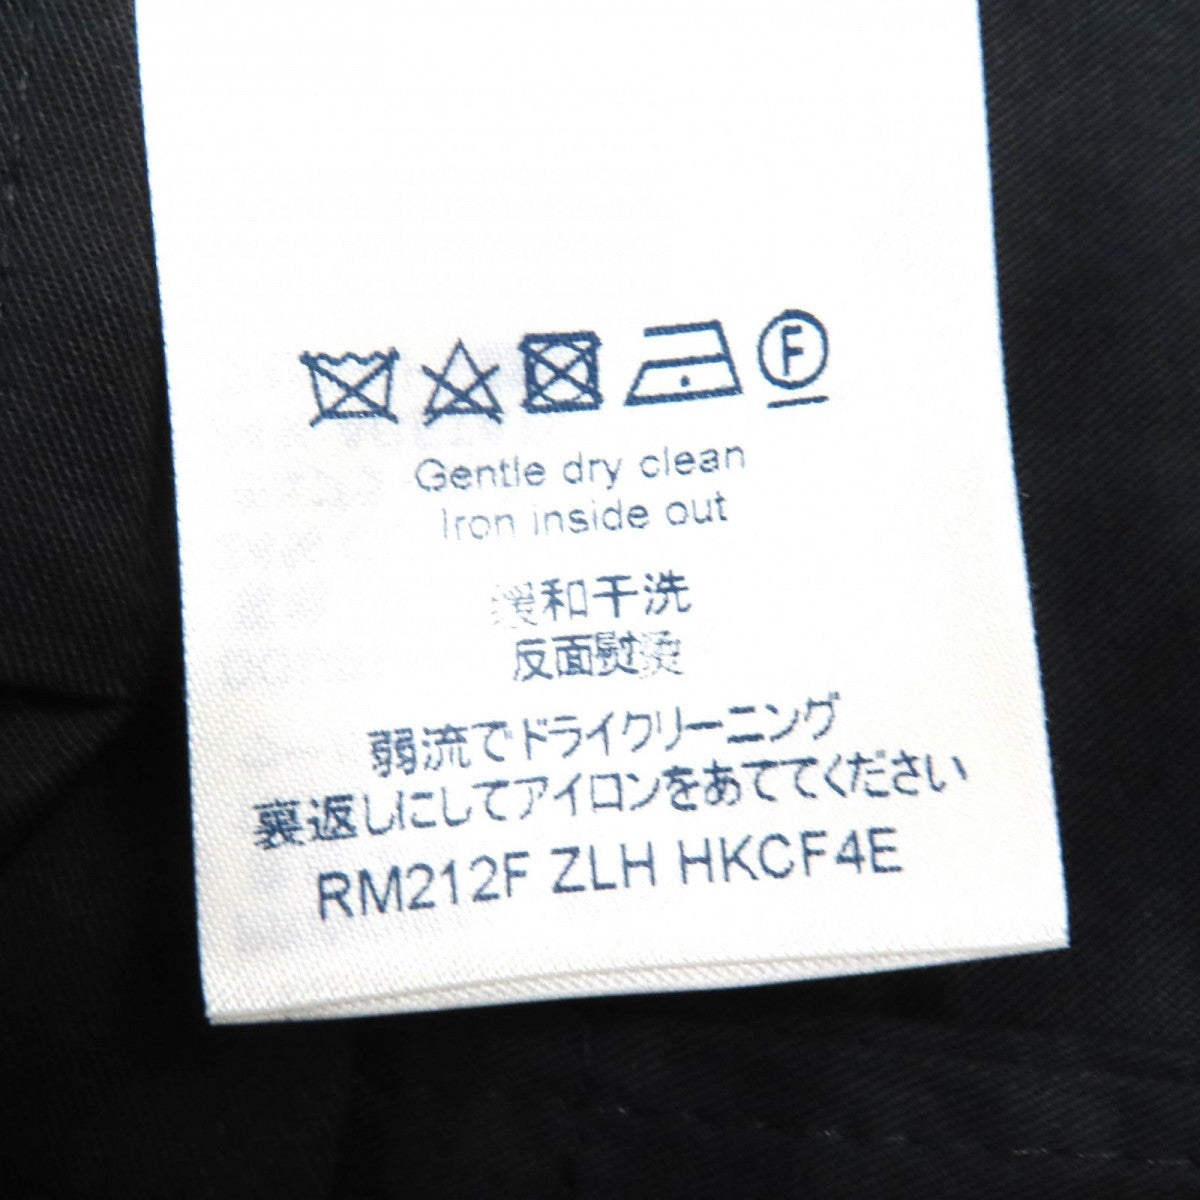 F
Gentle dry clean
Iron inside out
缓和干洗
反面熨烫
弱流でドライクリーニング
裏返しにしてアイロンをあててください
RM212F ZLH HKCF4E